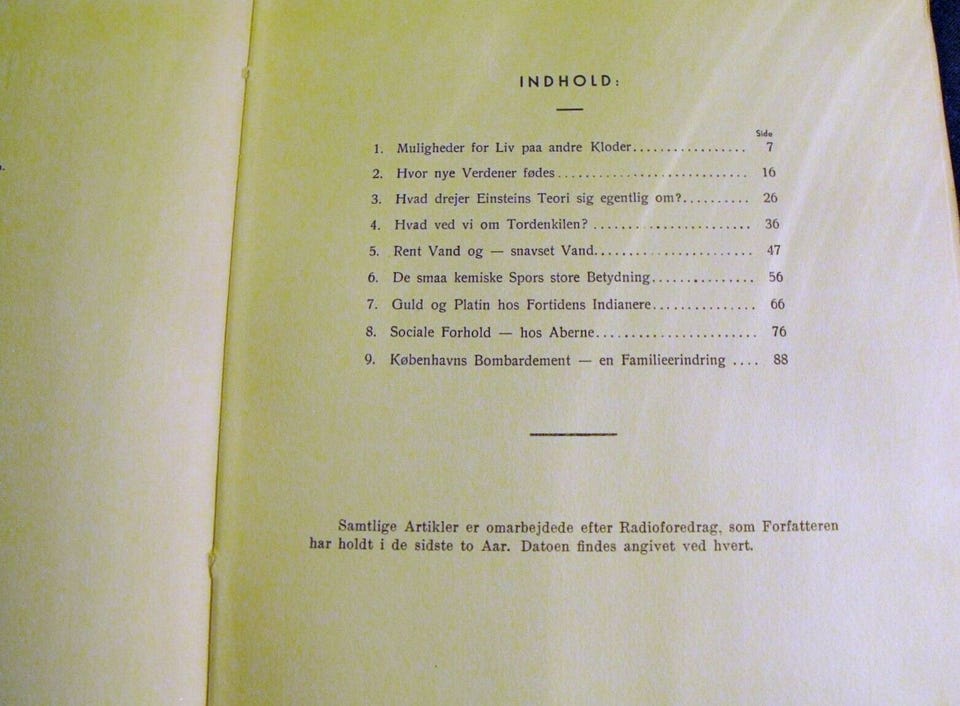 INDHOLD:
Side
1. Muligheder for Liv paa andre Kloder................. 7
2. Hvor nye Verdener fødes............................ 16
3. Hvad drejer Einsteins Teori sig egentlig om?.......... 26
4. Hvad ved vi om Tordenkilen? ....................... 36
5. Rent Vand og — snavset Vand........................ 47
6. De smaa kemiske Spors store Betydning............... 56
7. Guld og Platin hos Fortidens Indianere............... 66
8. Sociale Forhold — hos Aberne........................ 76
9. Københavns Bombardement — en Familieerindring .... 88
Samtlige Artikler er omarbejdede efter Radioforedrag, som Forfatteren
har holdt i de sidste to Aar. Datoen findes angivet ved hvert.